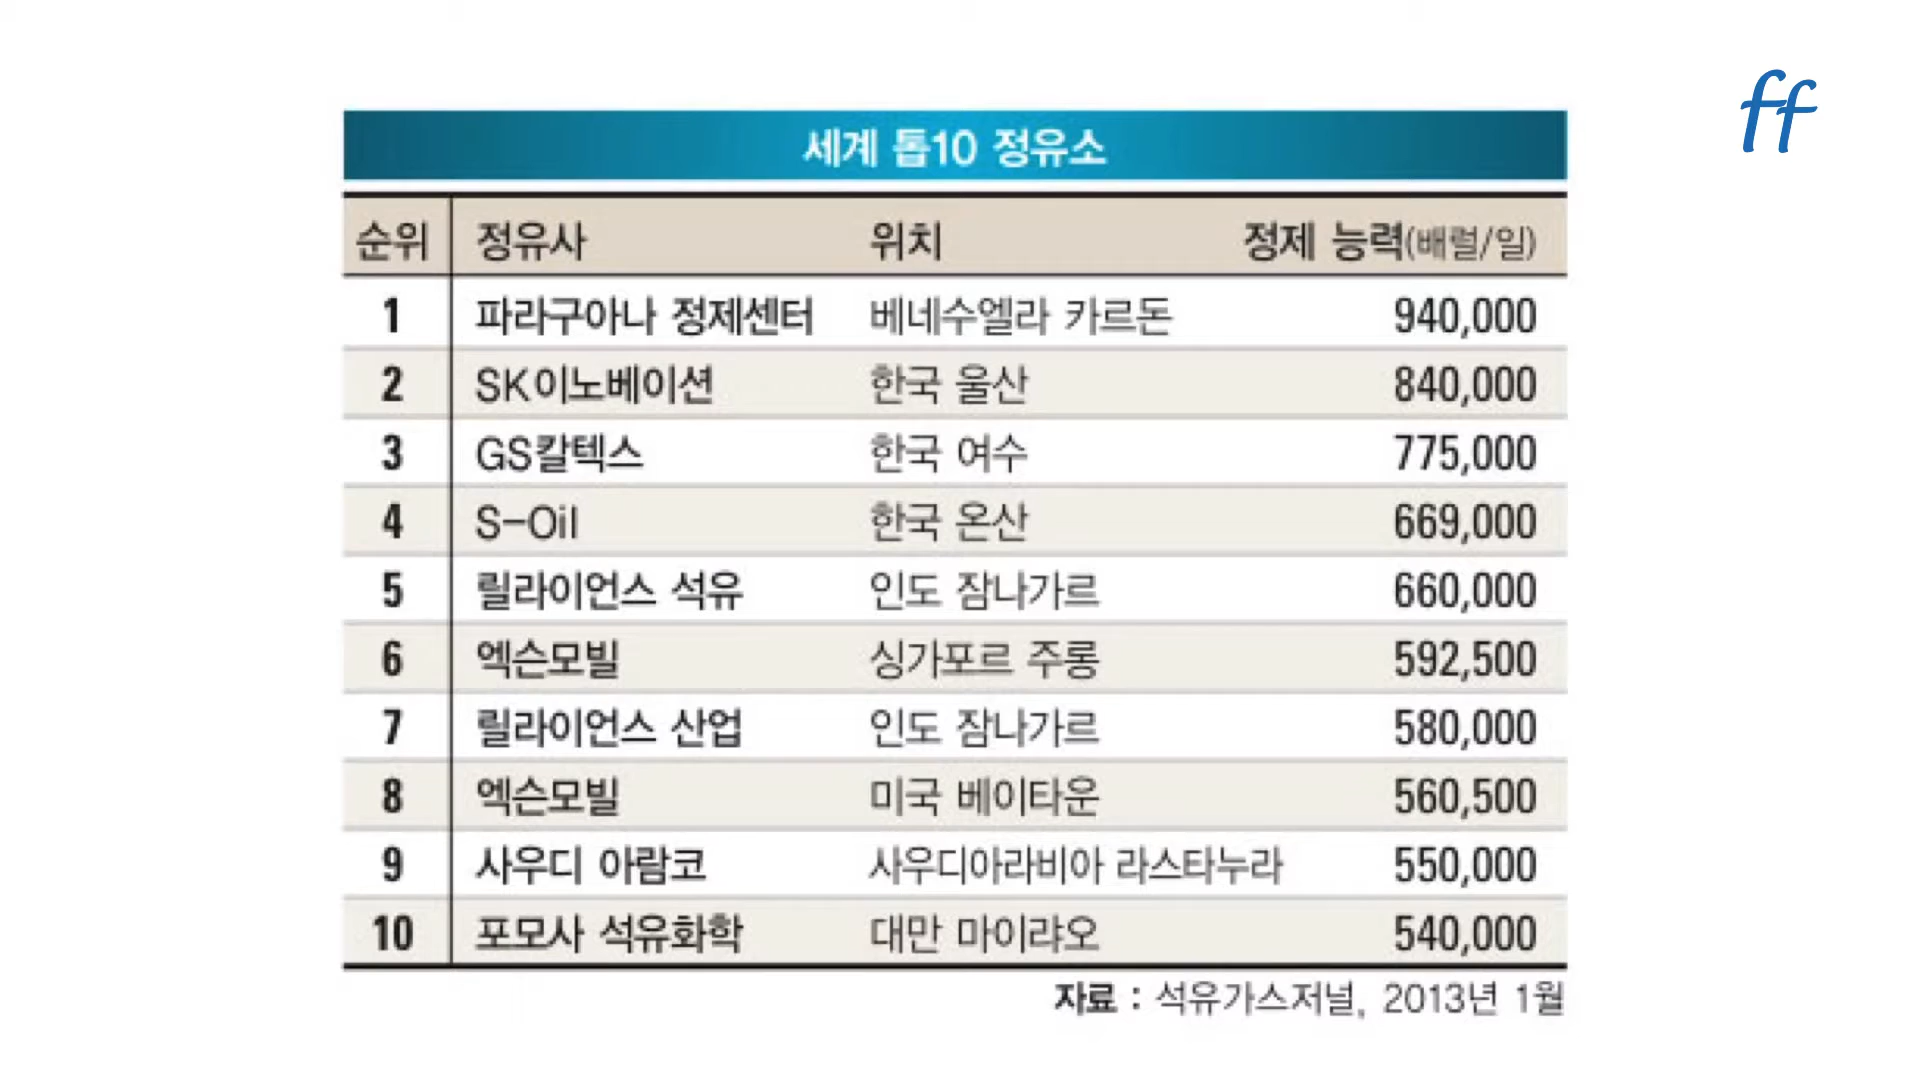 ff
세계 톱10 정유소
순위 정유사 위치 정제 능력(배럴/일)
1 파라구아나 정제센터 베네수엘라 카르돈 940,000
2 SK이노베이션 한국 울산 840,000
3 GS칼텍스 한국 여수 775,000
4 S-Oil 한국 온산 669,000
5 릴라이언스 석유 인도 잠나가르 660,000
6 엑슨모빌 싱가포르 주롱 592,500
7 릴라이언스 산업 인도 잠나가르 580,000
8 엑슨모빌 미국 베이타운 560,500
9 사우디 아람코 사우디아라비아 라스타누라 550,000
10 포모사 석유화학 대만 마이랴오 540,000
자료 : 석유가스저널, 2013년 1월